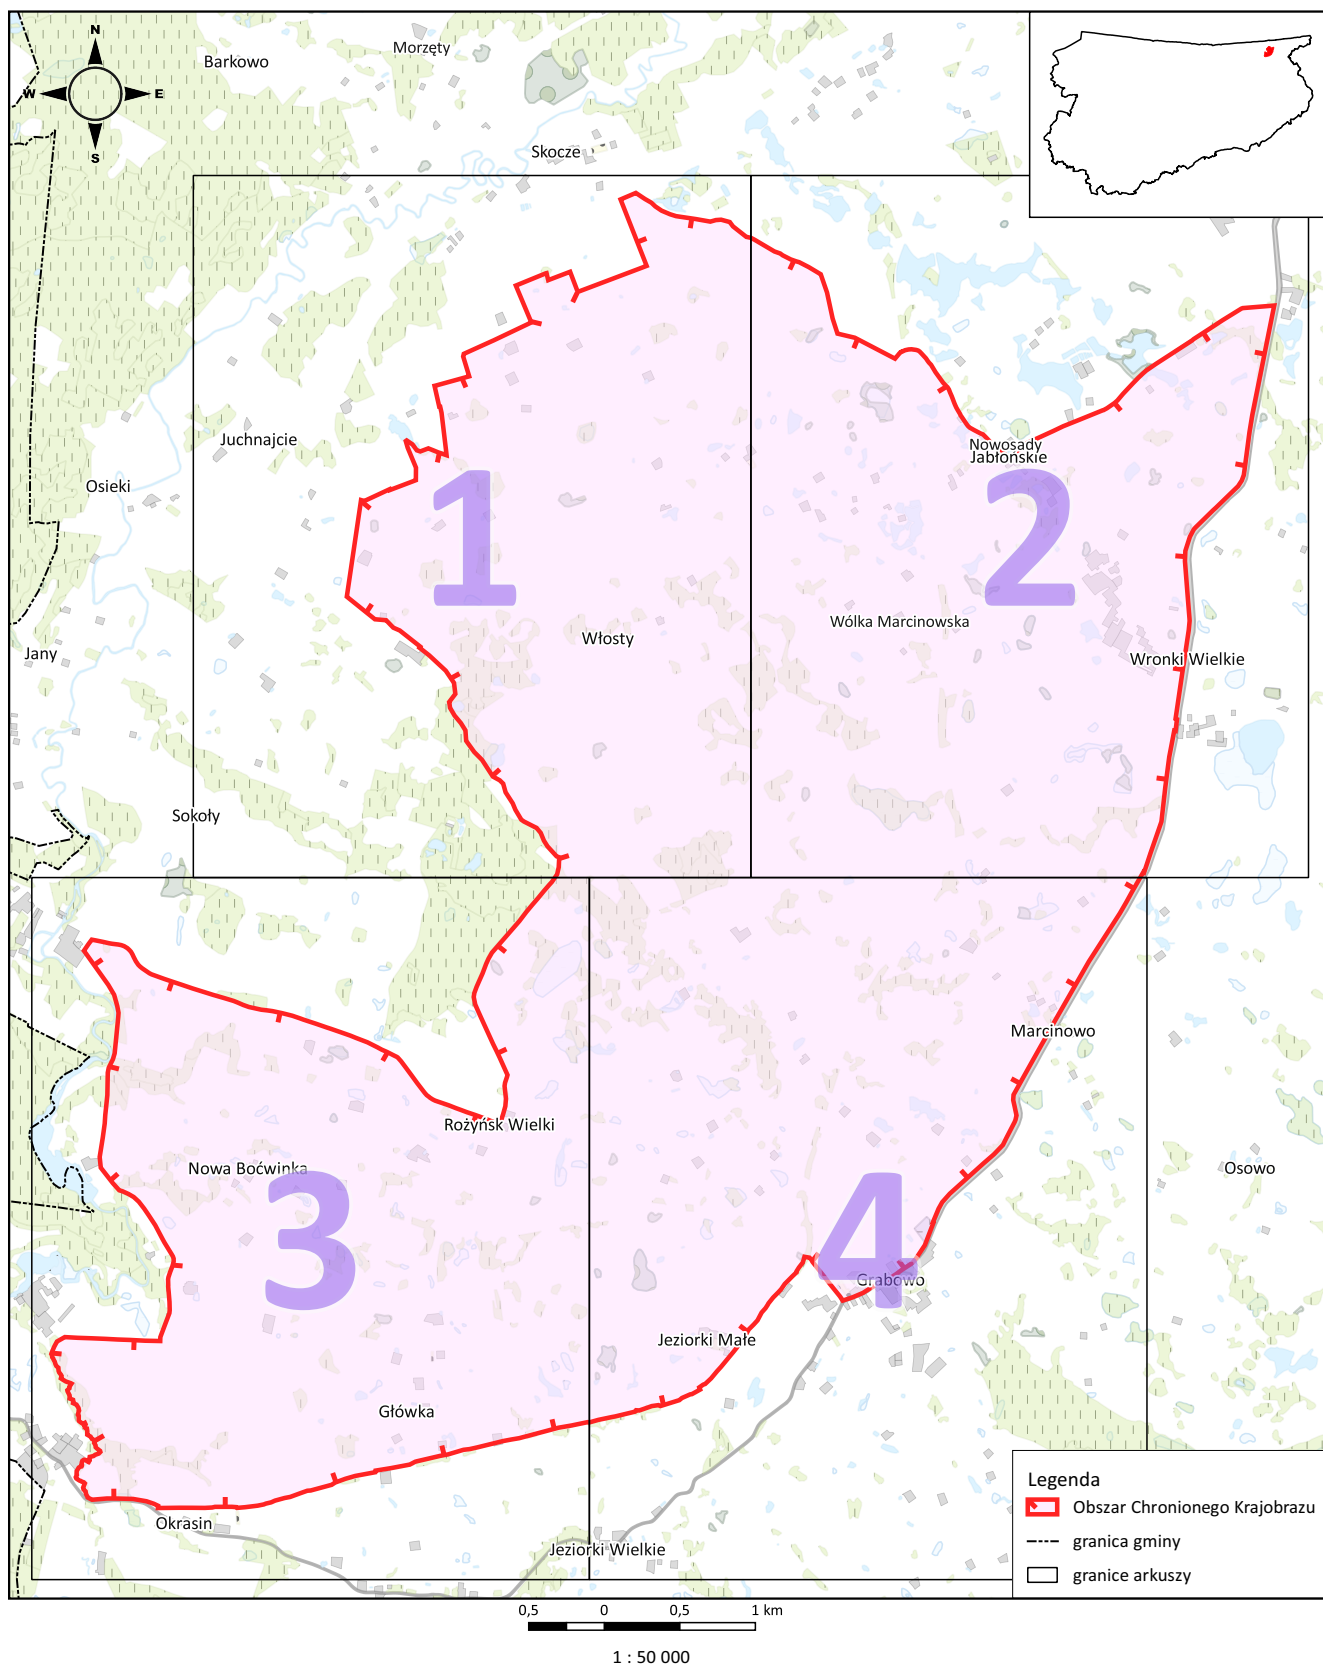 Morzęty
Barkowo
N
W
E
S
Skocze
Juchnajcie
Nowosady
Jabłońskie
Osieki
1
2
Włosty
Wólka Marcinowska
Jany
Wronki Wielkie
Sokoły
Marcinowo
Rożyńsk Wielki
Nowa Boćwinka
Osowo
3
4
Grabowo
Jeziorki Małe
Główka
Okrasin
Jeziorki Wielkie
Legenda
Obszar Chronionego Krajobrazu
granica gminy
granice arkuszy
0,5 0 0,5 1 km
1 : 50 000